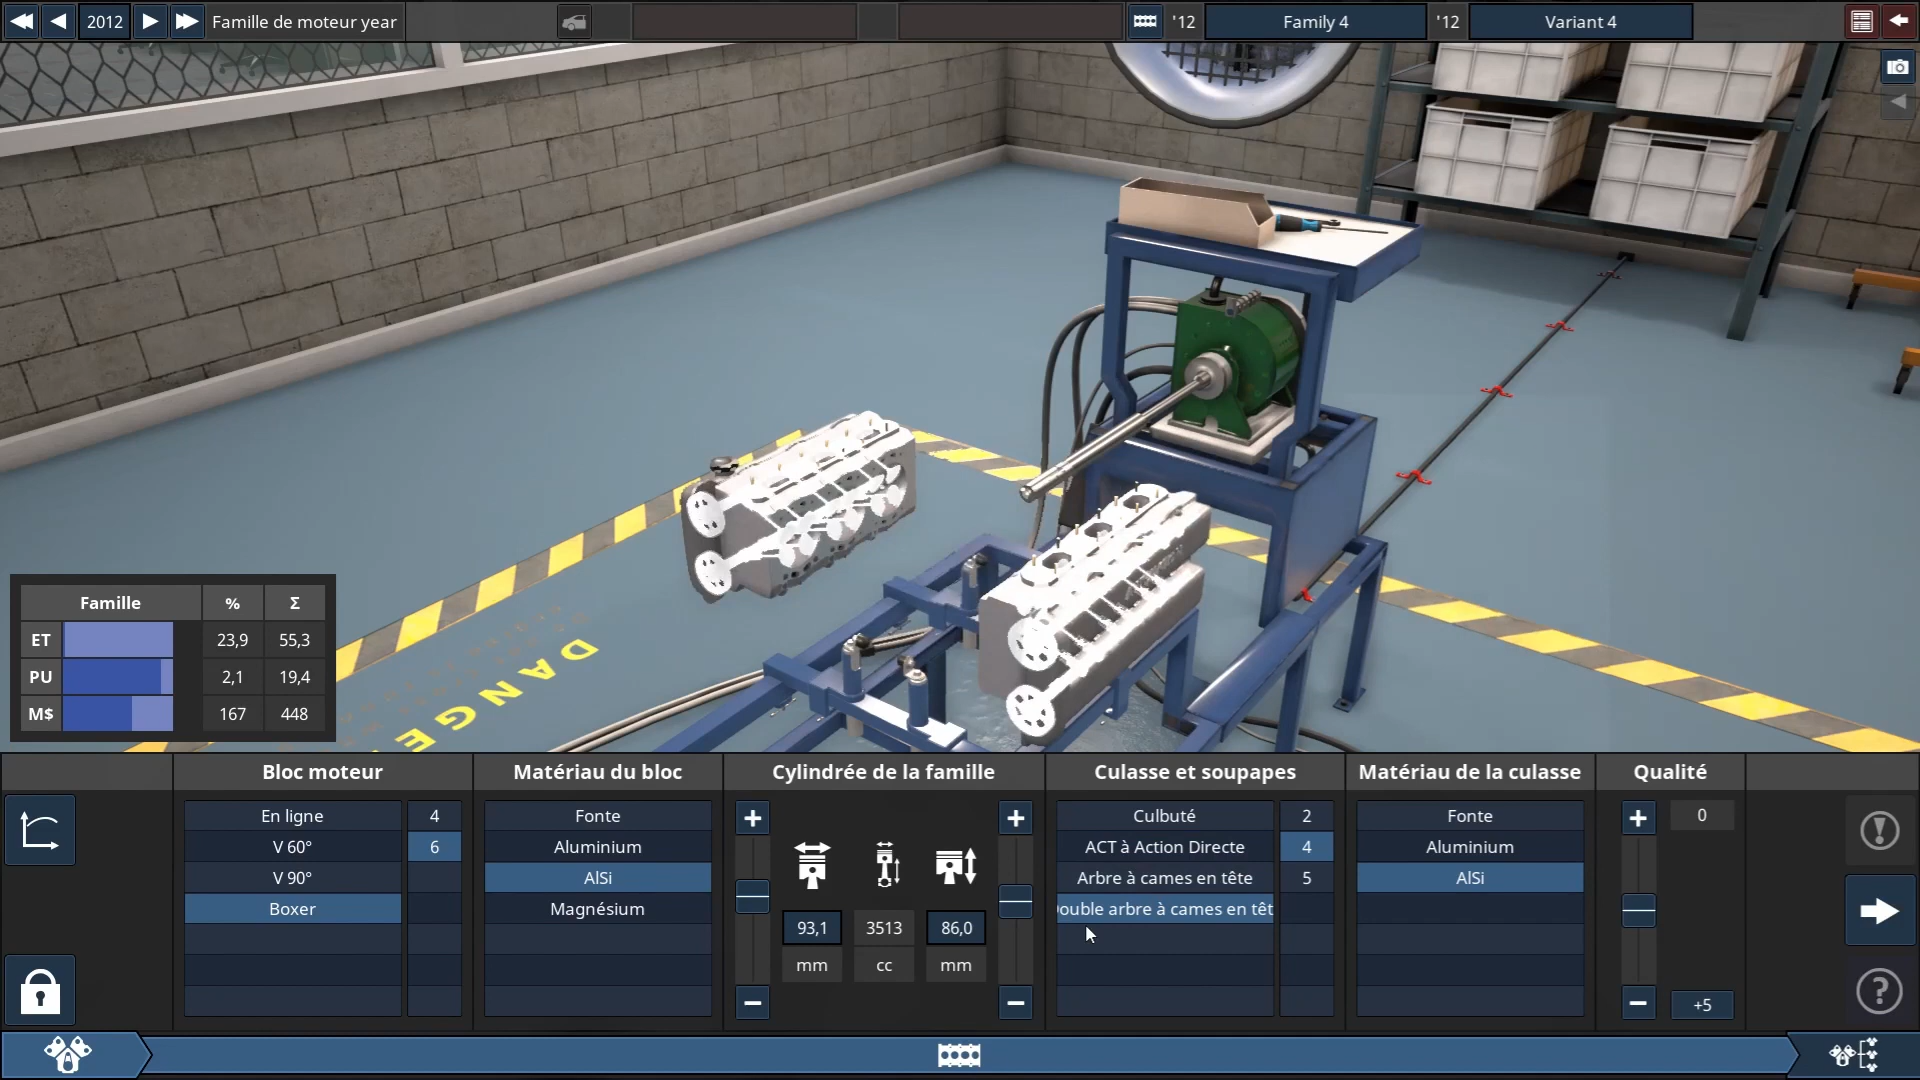 2012
Famille de moteur year
'12
Family 4
'12
Variant 4
DANGE
Famille % Σ
ET 23,9 55,3
PU 2,1 19,4
M$ 167 448
Bloc moteur
En ligne 4
V 60° 6
V 90°
Boxer
Matériau du bloc
Fonte
Aluminium
AlSi
Magnésium
Cylindrée de la famille
93,1 3513 86,0
mm cc mm
Culasse et soupapes
Culbuté 2
ACT à Action Directe 4
Arbre à cames en tête 5
ouble arbre à cames en têt
Matériau de la culasse
Fonte
Aluminium
AlSi
Qualité
0
+5